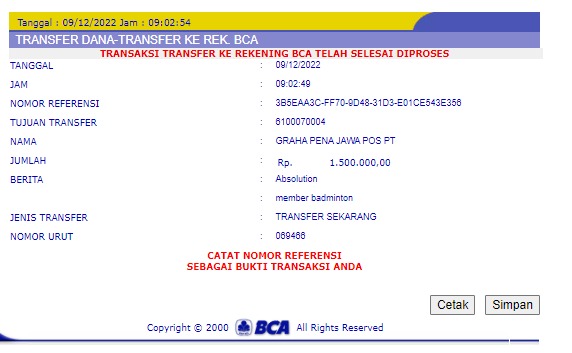 Tanggal : 09/12/2022 Jam : 09:02:54
TRANSFER DANA-TRANSFER KE REK. BCA
TRANSAKSI TRANSFER KE REKENING BCA TELAH SELESAI DIPROSES
TANGGAL : 09/12/2022
JAM : 09:02:49
NOMOR REFERENSI : 3B5EAA3C-FF70-9D48-31D3-E01CE543E356
TUJUAN TRANSFER : 6100070004
NAMA : GRAHA PENA JAWA POS PT
JUMLAH : Rp. 1.500.000,00
BERITA : Absolution
: member badminton
JENIS TRANSFER : TRANSFER SEKARANG
NOMOR URUT : 069466
CATAT NOMOR REFERENSI
SEBAGAI BUKTI TRANSAKSI ANDA
Cetak Simpan
Copyright © 2000 BCA All Rights Reserved